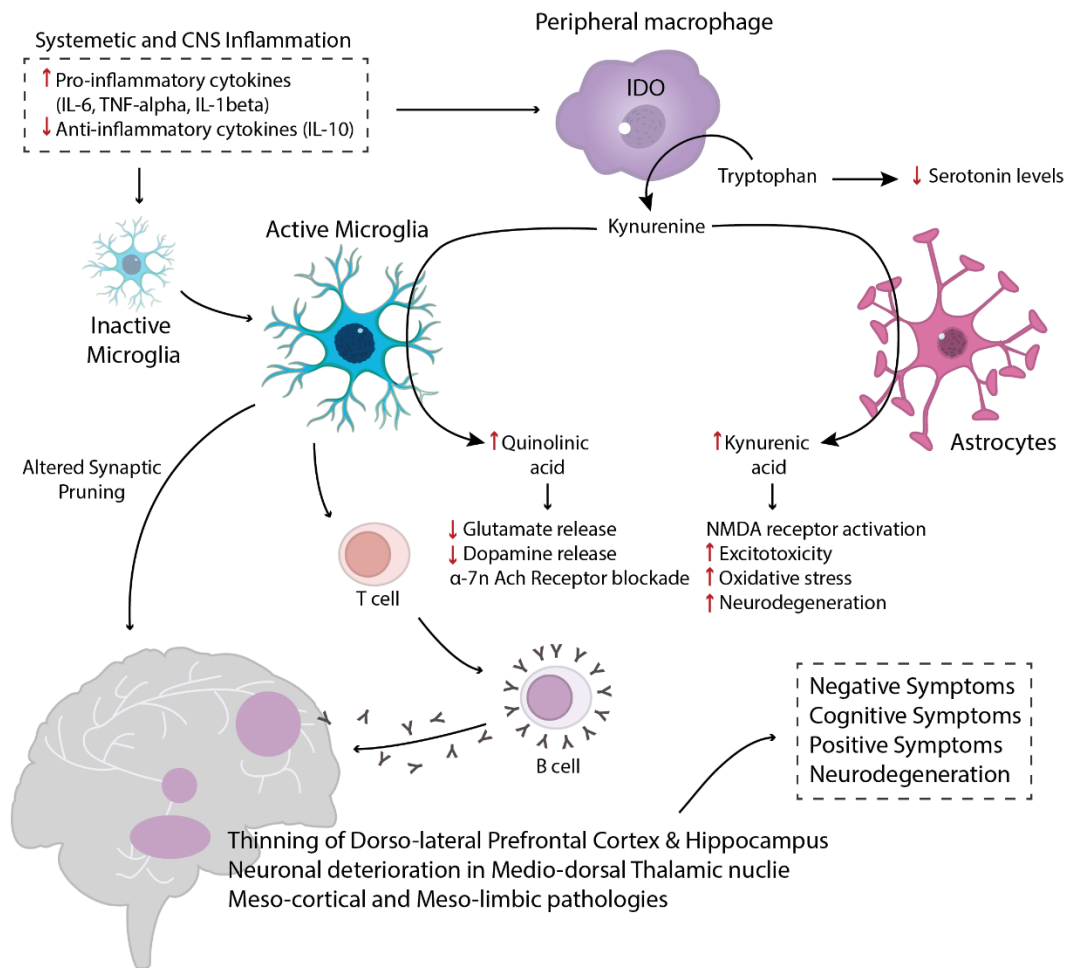 Systemetic and CNS Inflammation
↑ Pro-inflammatory cytokines
(IL-6, TNF-alpha, IL-1beta)
↓ Anti-inflammatory cytokines (IL-10)
Peripheral macrophage
IDO
Tryptophan
↓ Serotonin levels
Kynurenine
Inactive
Microglia
Active Microglia
Astrocytes
Altered Synaptic
Pruning
↑ Quinolinic
acid
↓ Glutamate release
↓ Dopamine release
α-7n Ach Receptor blockade
↑ Kynurenic
acid
NMDA receptor activation
↑ Excitotoxicity
↑ Oxidative stress
↑ Neurodegeneration
T cell
B cell
Negative Symptoms
Cognitive Symptoms
Positive Symptoms
Neurodegeneration
Thinning of Dorso-lateral Prefrontal Cortex & Hippocampus
Neuronal deterioration in Medio-dorsal Thalamic nuclie
Meso-cortical and Meso-limbic pathologies